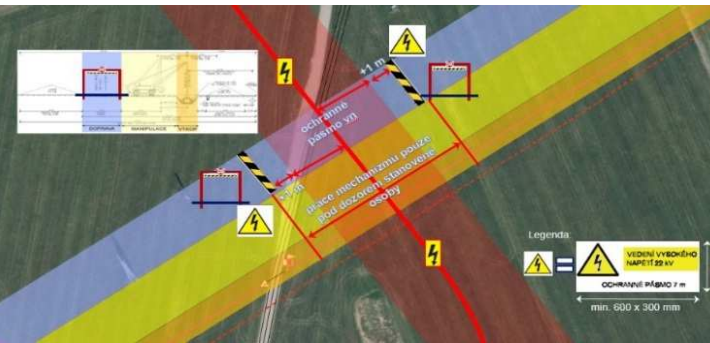 +1 m
ochranné
pásmo vn
+1 m
práce mechanizmu pouze
pod dozorem stanovené
osoby
DOPRAVA
MANIPULACE
Legenda:
VEDENÍ VYSOKÉHO
NAPĚTÍ 22 kV
OCHRANNÉ PÁSMO 7 m
min. 600 x 300 mm